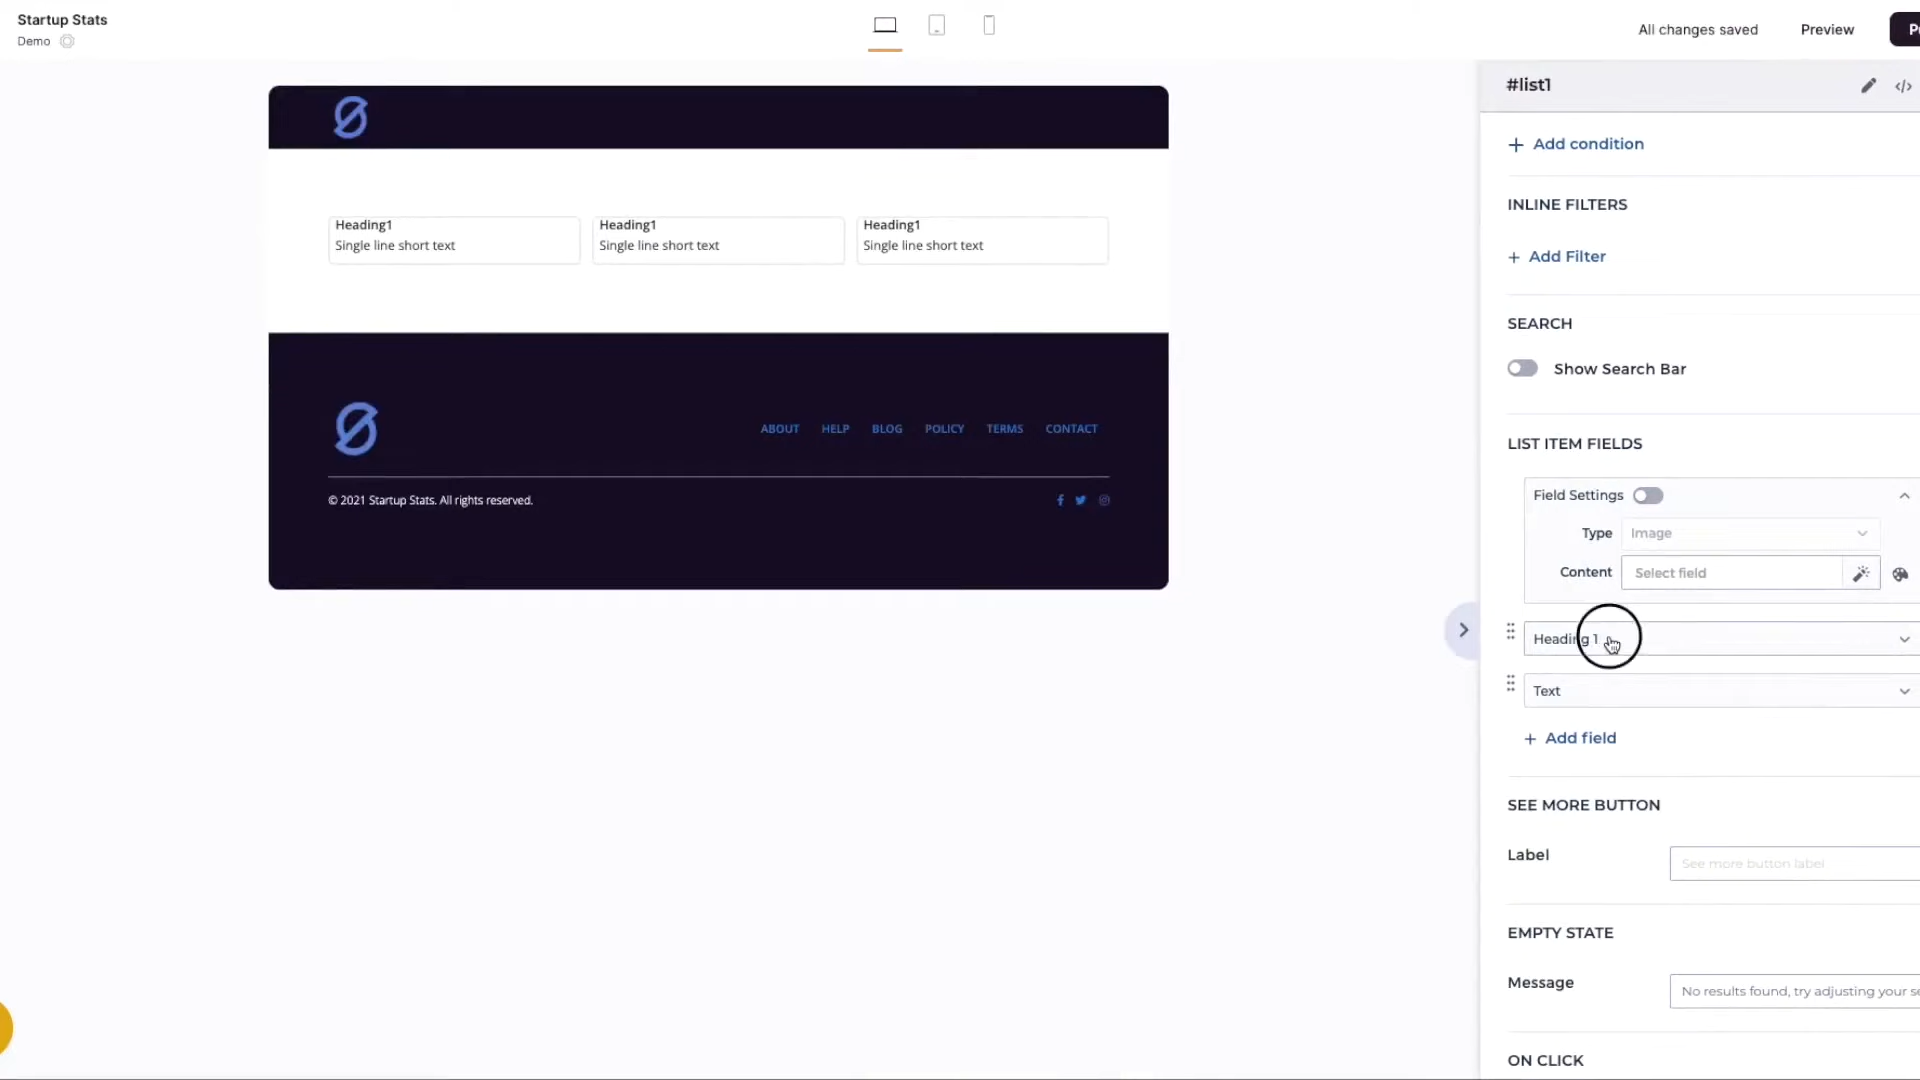 Startup Stats
Demo
All changes saved
Preview
#list1
</>
+ Add condition
INLINE FILTERS
+ Add Filter
SEARCH
Show Search Bar
LIST ITEM FIELDS
Field Settings
Type Image
Content Select field
Heading 1
Text
+ Add field
SEE MORE BUTTON
Label See more button label
EMPTY STATE
Message No results found, try adjusting your
ON CLICK
Heading1 Heading1 Heading1
Single line short text Single line short text Single line short text
ABOUT HELP BLOG POLICY TERMS CONTACT
© 2021 Startup Stats. All rights reserved.